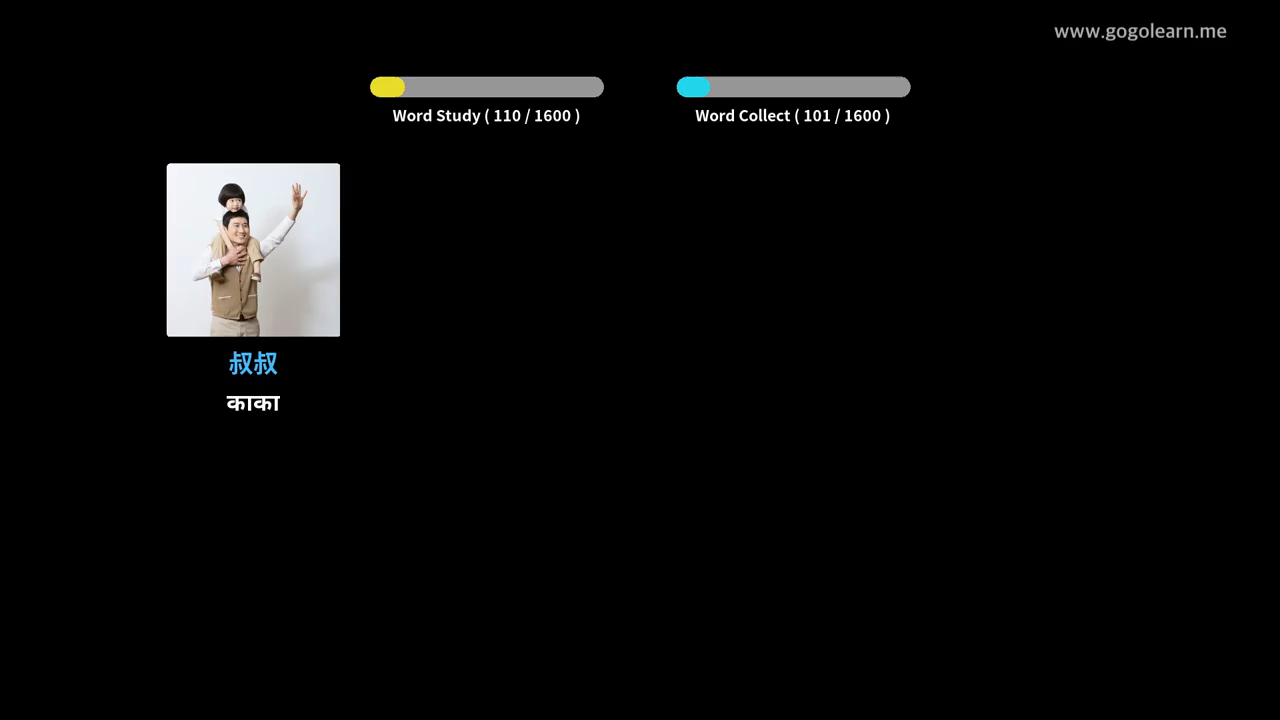 www.gogolearn.me
Word Study ( 110 / 1600 )
Word Collect ( 101 / 1600 )
叔叔
काका